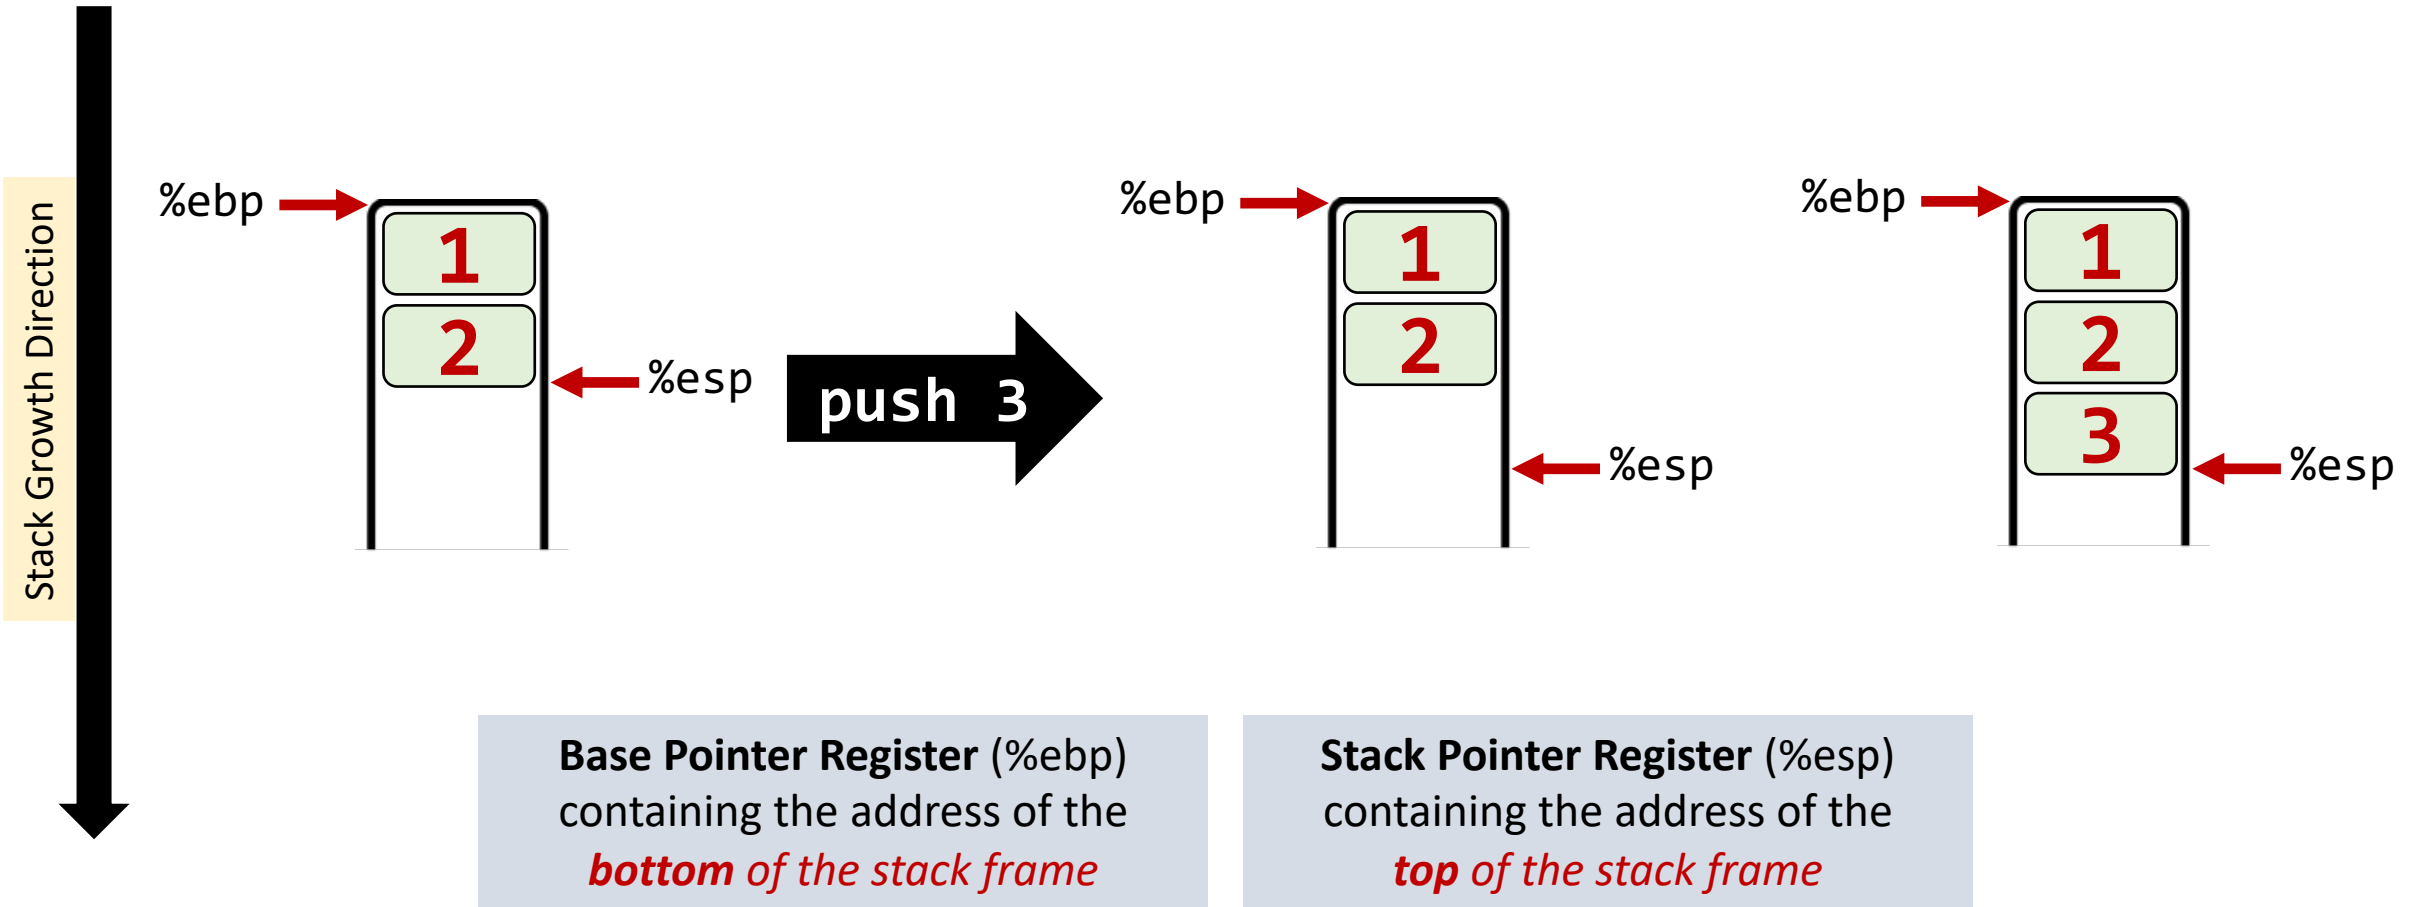 Stack Growth Direction
%ebp
1
2
%esp
push 3
%ebp
1
2
%esp
%ebp
1
2
3
%esp
Base Pointer Register (%ebp)
containing the address of the
bottom of the stack frame
Stack Pointer Register (%esp)
containing the address of the
top of the stack frame